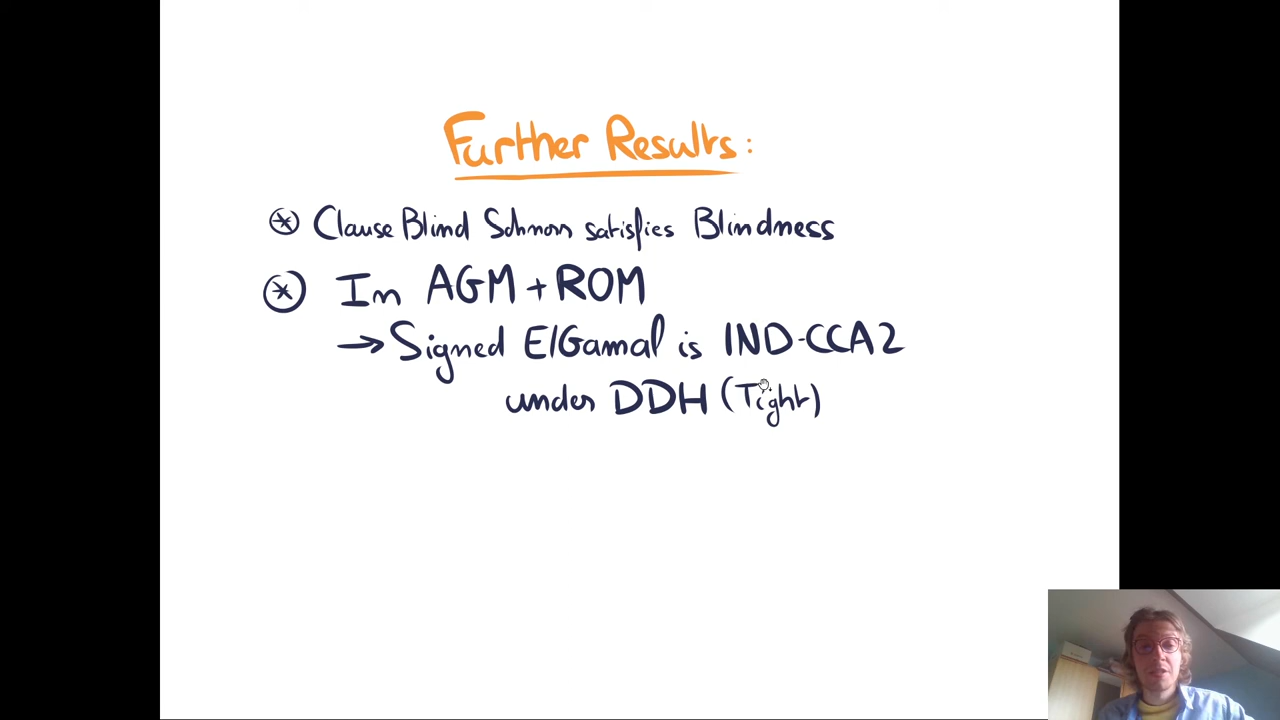 Further Results:
⊛ Clause Blind Schnorr satisfies Blindness
⊛ In AGM + ROM
→ Signed ElGamal is IND-CCA2
under DDH (Tight)